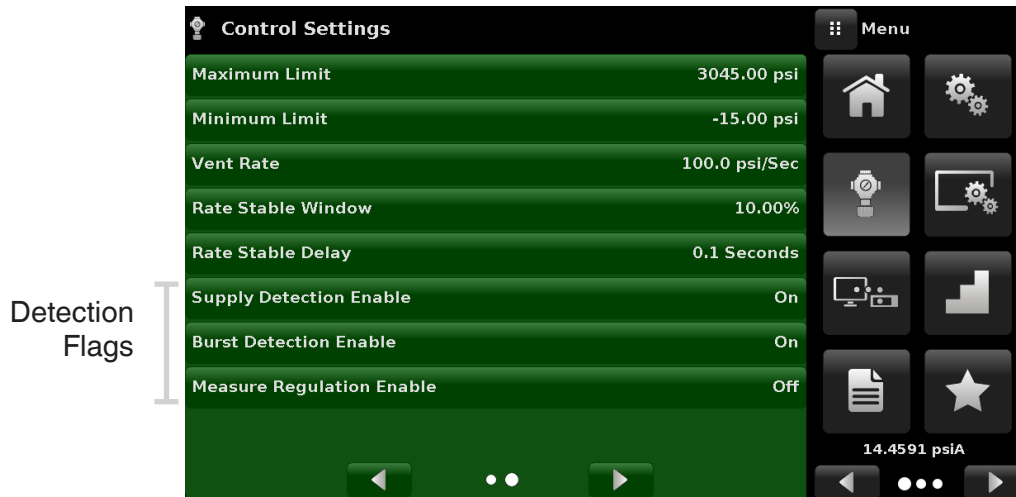 Control Settings
Menu
Maximum Limit 3045.00 psi
Minimum Limit -15.00 psi
Vent Rate 100.0 psi/Sec
Rate Stable Window 10.00%
Rate Stable Delay 0.1 Seconds
Detection
Flags
Supply Detection Enable On
Burst Detection Enable On
Measure Regulation Enable Off
14.4591 psiA